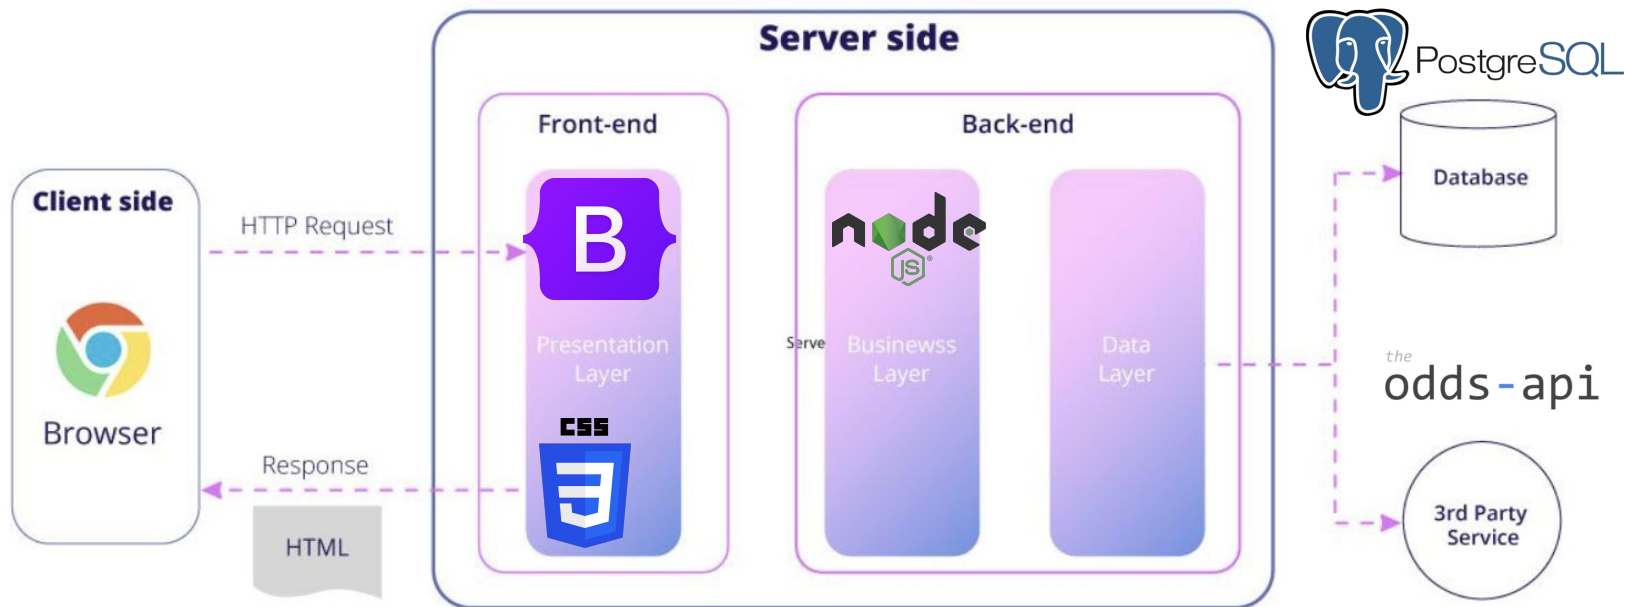 Server side
PostgreSQL
Front-end
Back-end
Client side
HTTP Request
B
node
JS®
Database
Presentation
Layer
Serve
Businewss
Layer
Data
Layer
the
odds-api
Browser
CSS
3
Response
HTML
3rd Party
Service